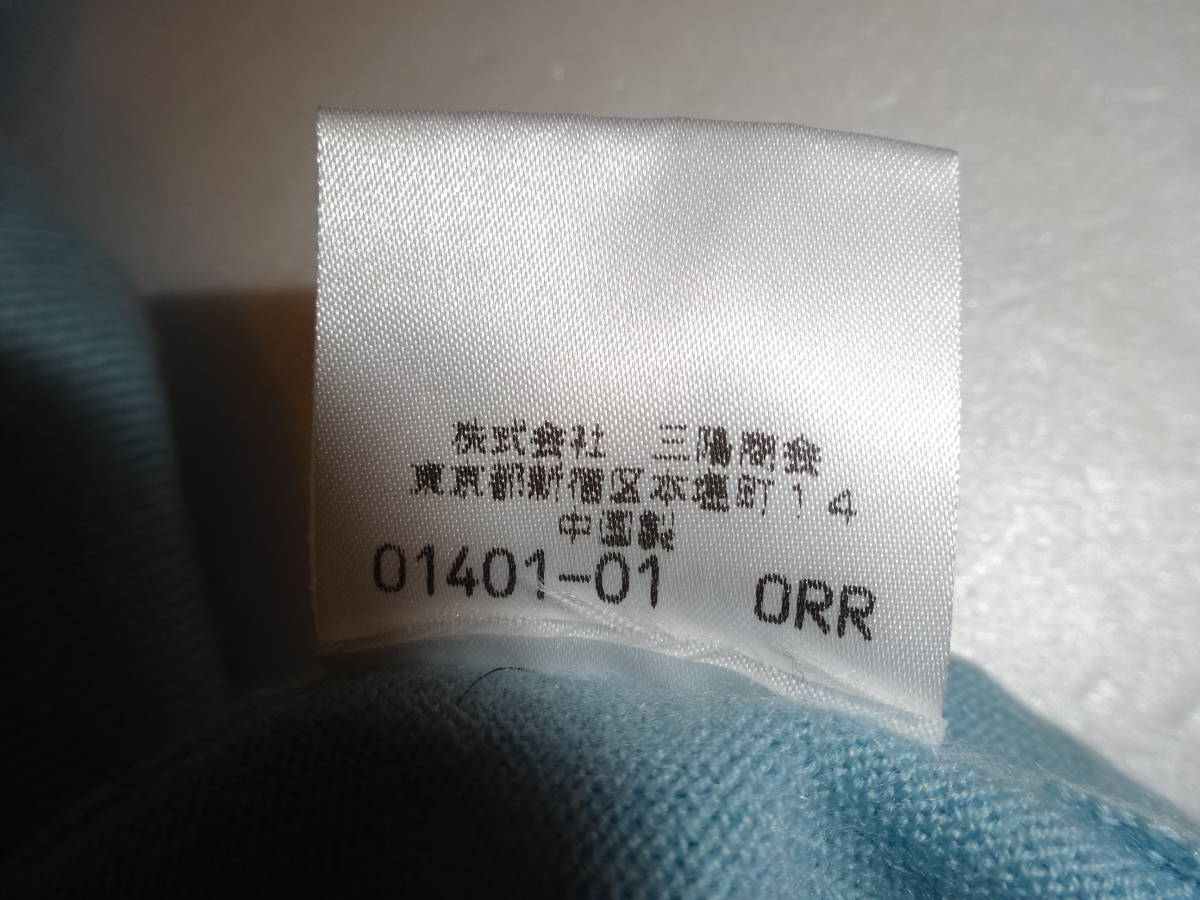 株式会社 三陽商会
東京都新宿区本塩町14
中国製
01401-01 0RR